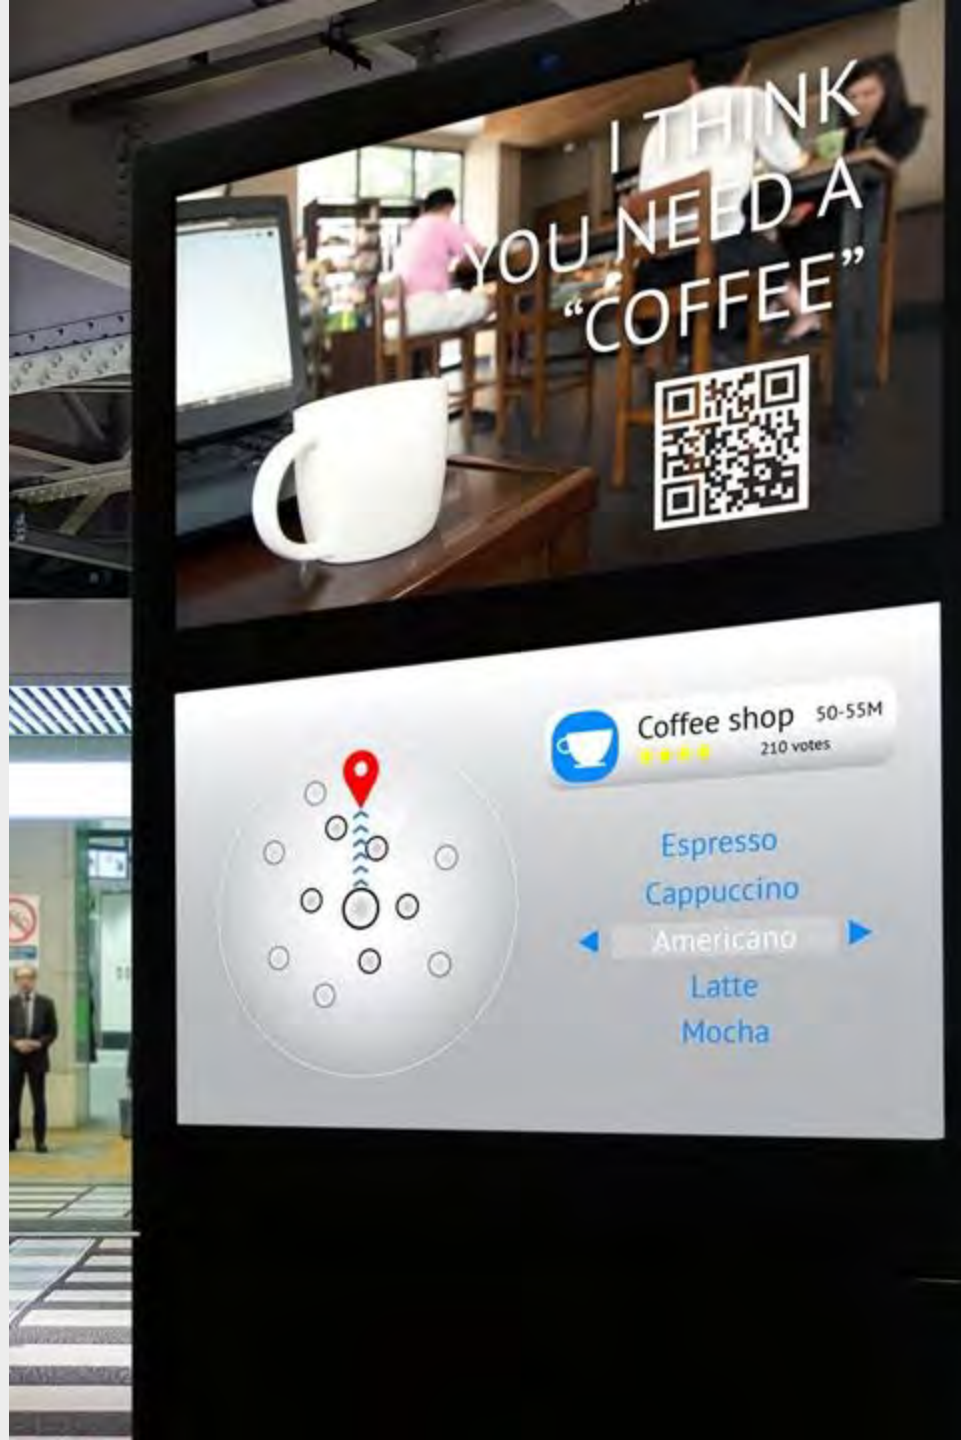 I THINK
YOU NEED A
“COFFEE”
Coffee shop 50-55M
210 votes
Espresso
Cappuccino
Americano
Latte
Mocha